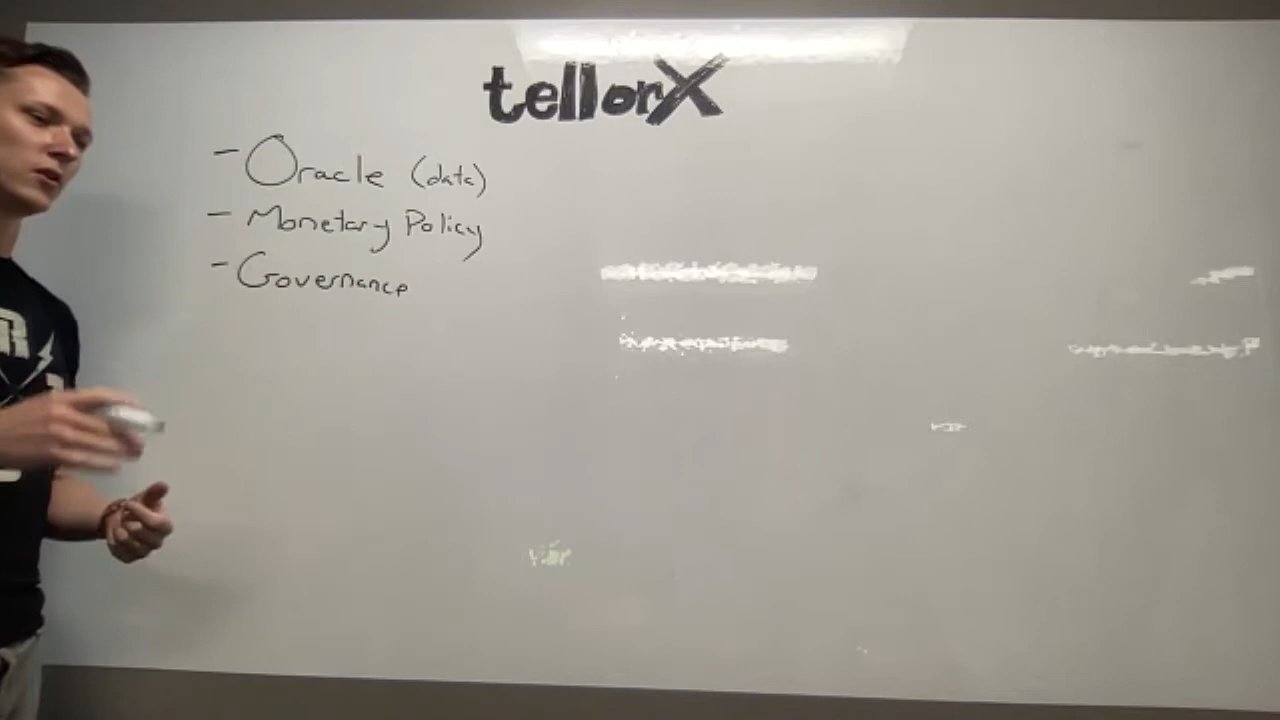 tellorX
- Oracle (data)
- Monetary Policy
- Governance